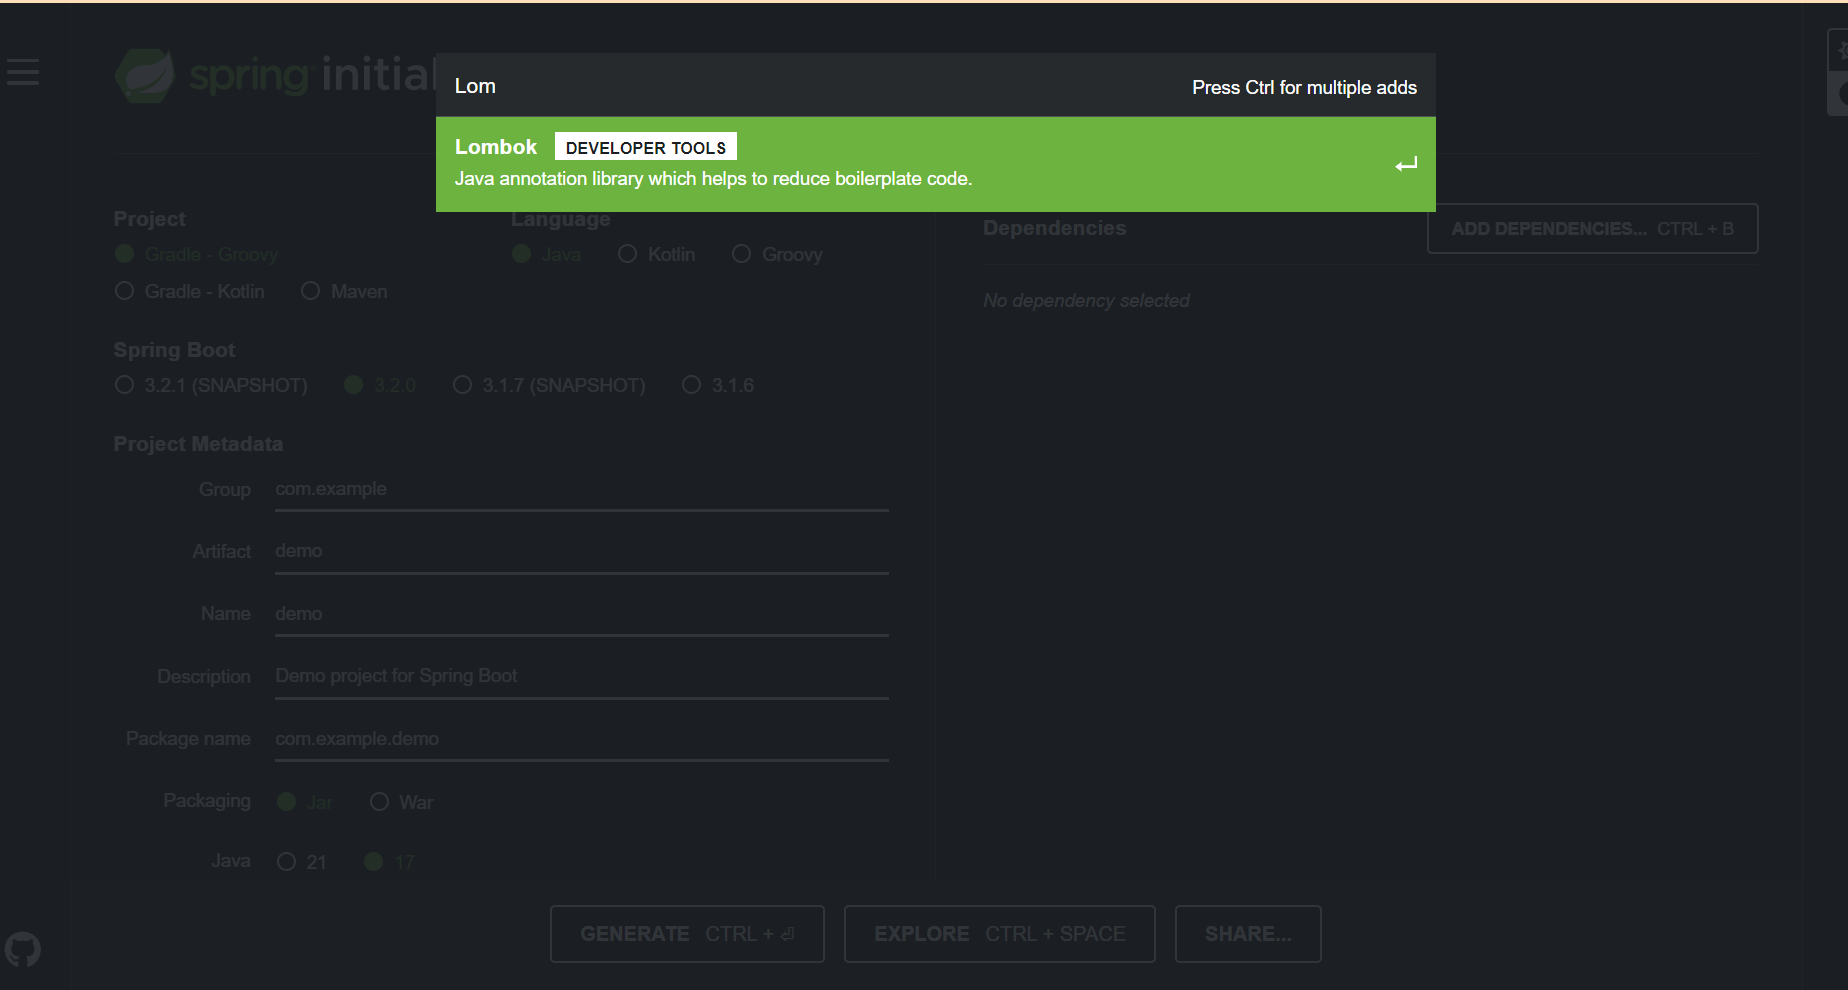 spring initial
Lom
Press Ctrl for multiple adds
Lombok DEVELOPER TOOLS
Java annotation library which helps to reduce boilerplate code.
Project
Gradle - Groovy
Gradle - Kotlin Maven
Language
Java Kotlin Groovy
Spring Boot
3.2.1 (SNAPSHOT) 3.2.0 3.1.7 (SNAPSHOT) 3.1.6
Project Metadata
Group com.example
Artifact demo
Name demo
Description Demo project for Spring Boot
Package name com.example.demo
Packaging Jar War
Java 21 17
Dependencies
ADD DEPENDENCIES... CTRL + B
No dependency selected
GENERATE CTRL + ⏎
EXPLORE CTRL + SPACE
SHARE...